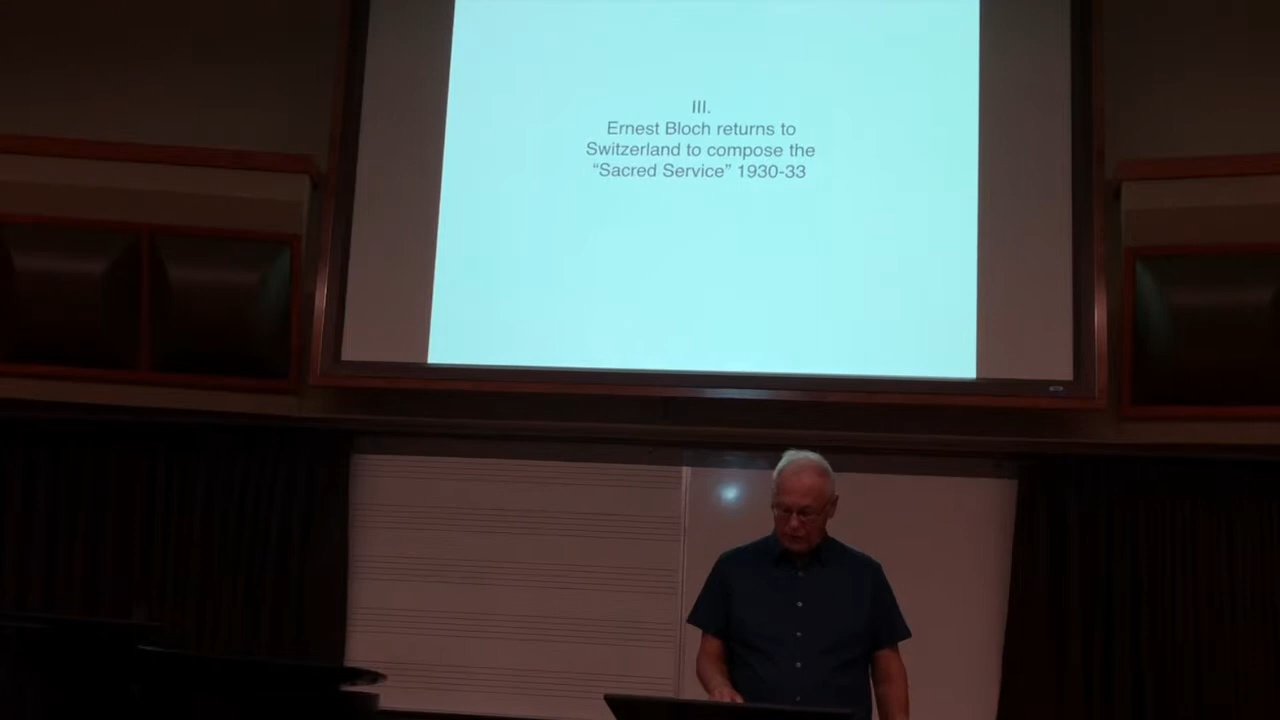 III.
Ernest Bloch returns to
Switzerland to compose the
“Sacred Service” 1930-33